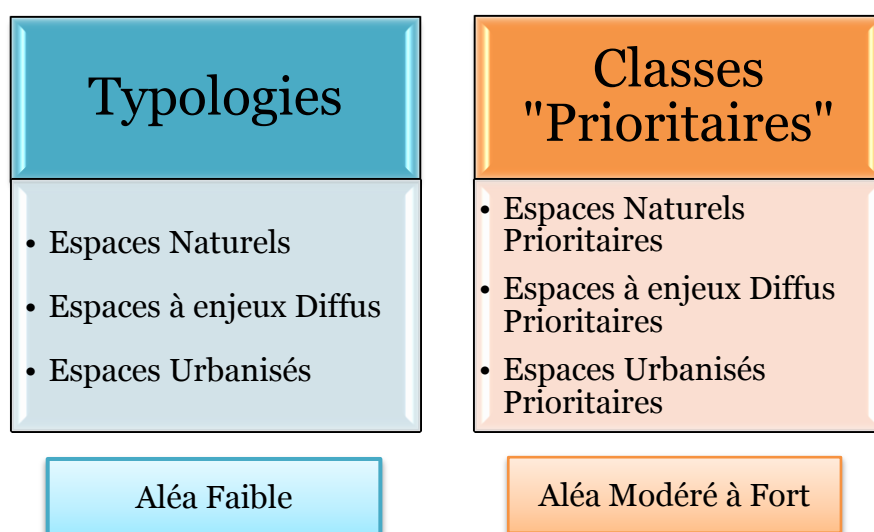 Typologies
• Espaces Naturels
• Espaces à enjeux Diffus
• Espaces Urbanisés
Aléa Faible
Classes
"Prioritaires"
• Espaces Naturels
Prioritaires
• Espaces à enjeux Diffus
Prioritaires
• Espaces Urbanisés
Prioritaires
Aléa Modéré à Fort